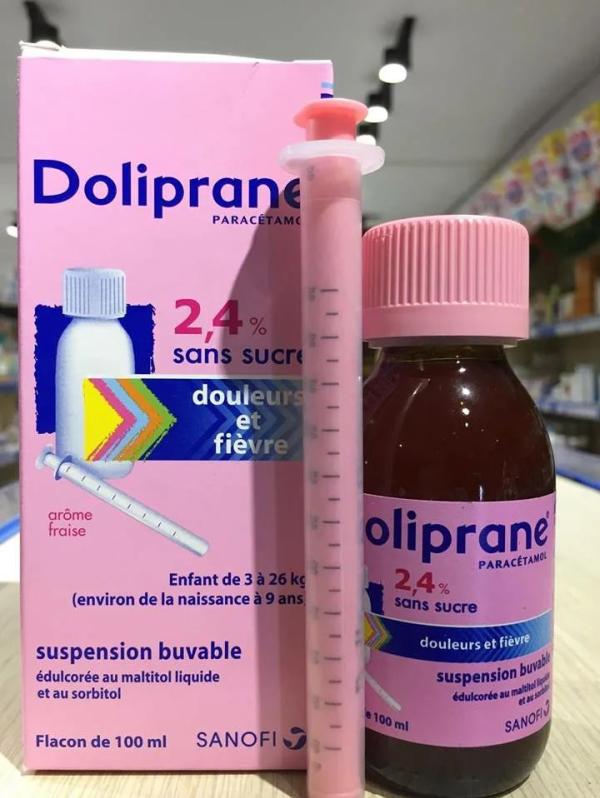 Doliprane
PARACÉTAMO
2,4 %
sans sucre
douleurs
et
fièvre
arôme
fraise
Enfant de 3 à 26 kg
(environ de la naissance à 9 ans
suspension buvable
édulcorée au maltitol liquide
et au sorbitol
Flacon de 100 ml
SANOFI
oliprane
PARACÉTAMOL
2,4%
sans sucre
douleurs et fièvre
suspension buvable
édulcorée au maltitol liquide
et au sorbitol
de 100 ml
SANOFI